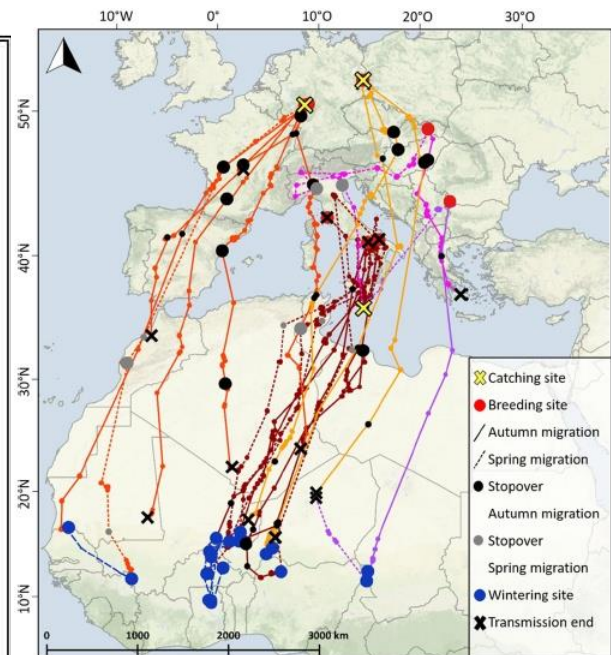 10°W 0° 10°E 20°E 30°E
50°N
40°N
30°N
20°N
10°N
Catching site
Breeding site
Autumn migration
Spring migration
Stopover
Autumn migration
Stopover
Spring migration
Wintering site
Transmission end
0 1000 2000 3000 km